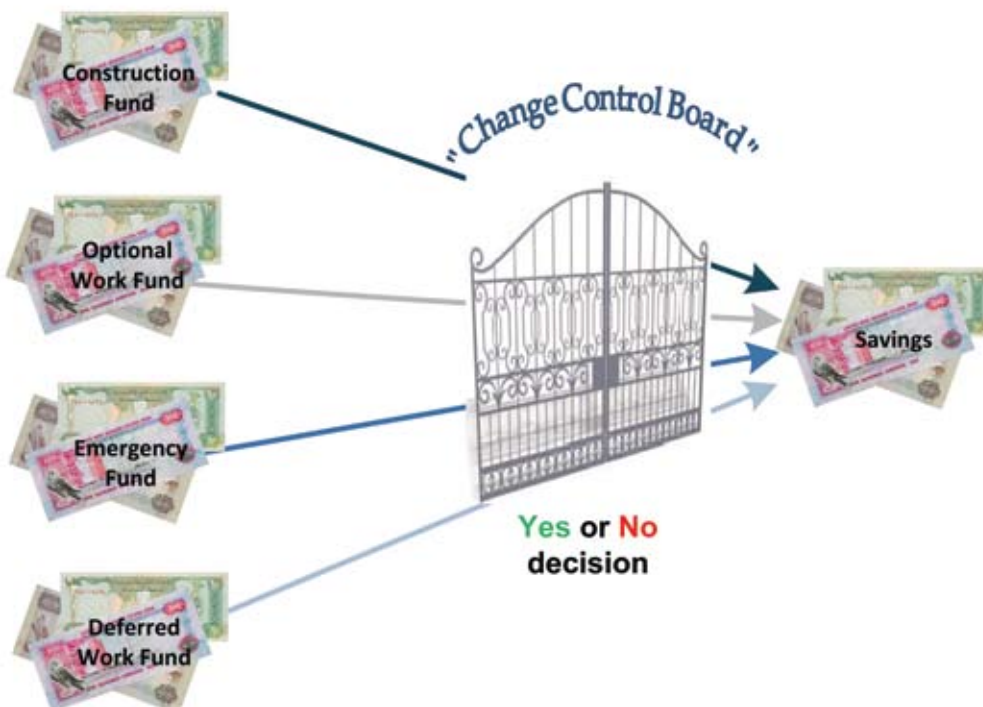 Construction
Fund
"Change Control Board"
Optional
Work Fund
Savings
Emergency
Fund
Yes or No
decision
Deferred
Work Fund